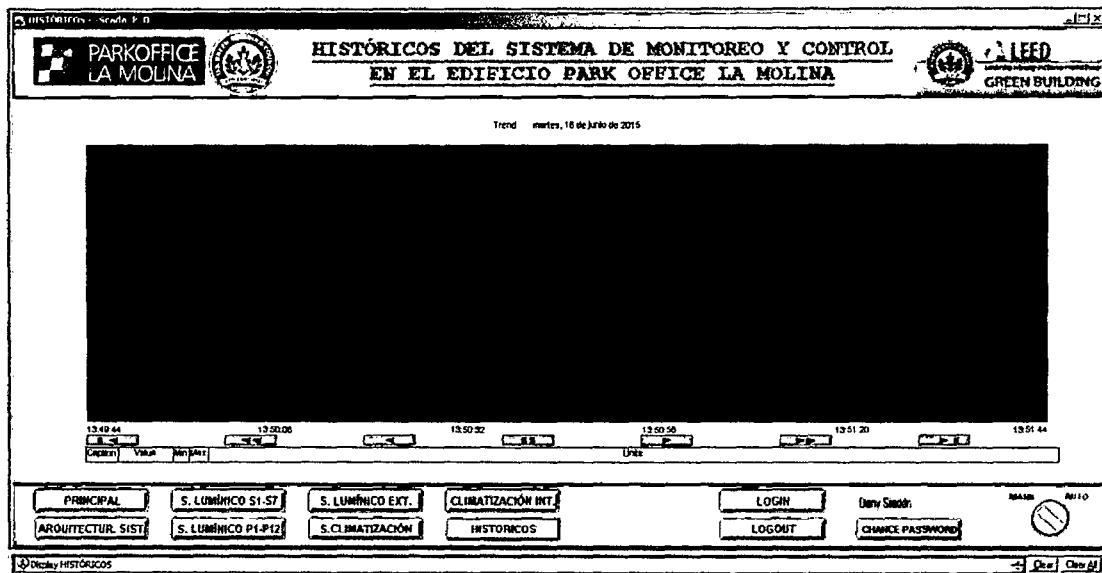 HISTÓRICOS - Scada P.O
PARKOFFICE
LA MOLINA
HISTÓRICOS DEL SISTEMA DE MONITOREO Y CONTROL
EN EL EDIFICIO PARK OFFICE LA MOLINA
LEED
GREEN BUILDING
Trend martes, 16 de junio de 2015
13:49:44 13:50:08 13:50:32 13:50:56 13:51:20 13:51:44
Caption Value Min Max Units
PRINCIPAL S. LUMÍNICO S1-S7 S. LUMÍNICO EXT. CLIMATIZACIÓN INT. LOGIN MANU AUTO
ARQUITECTUR. SIST S. LUMÍNICO P1-P12 S.CLIMATIZACIÓN HISTORICOS LOGOUT CHANGE PASSWORD
Display HISTÓRICOS Clear Clear All